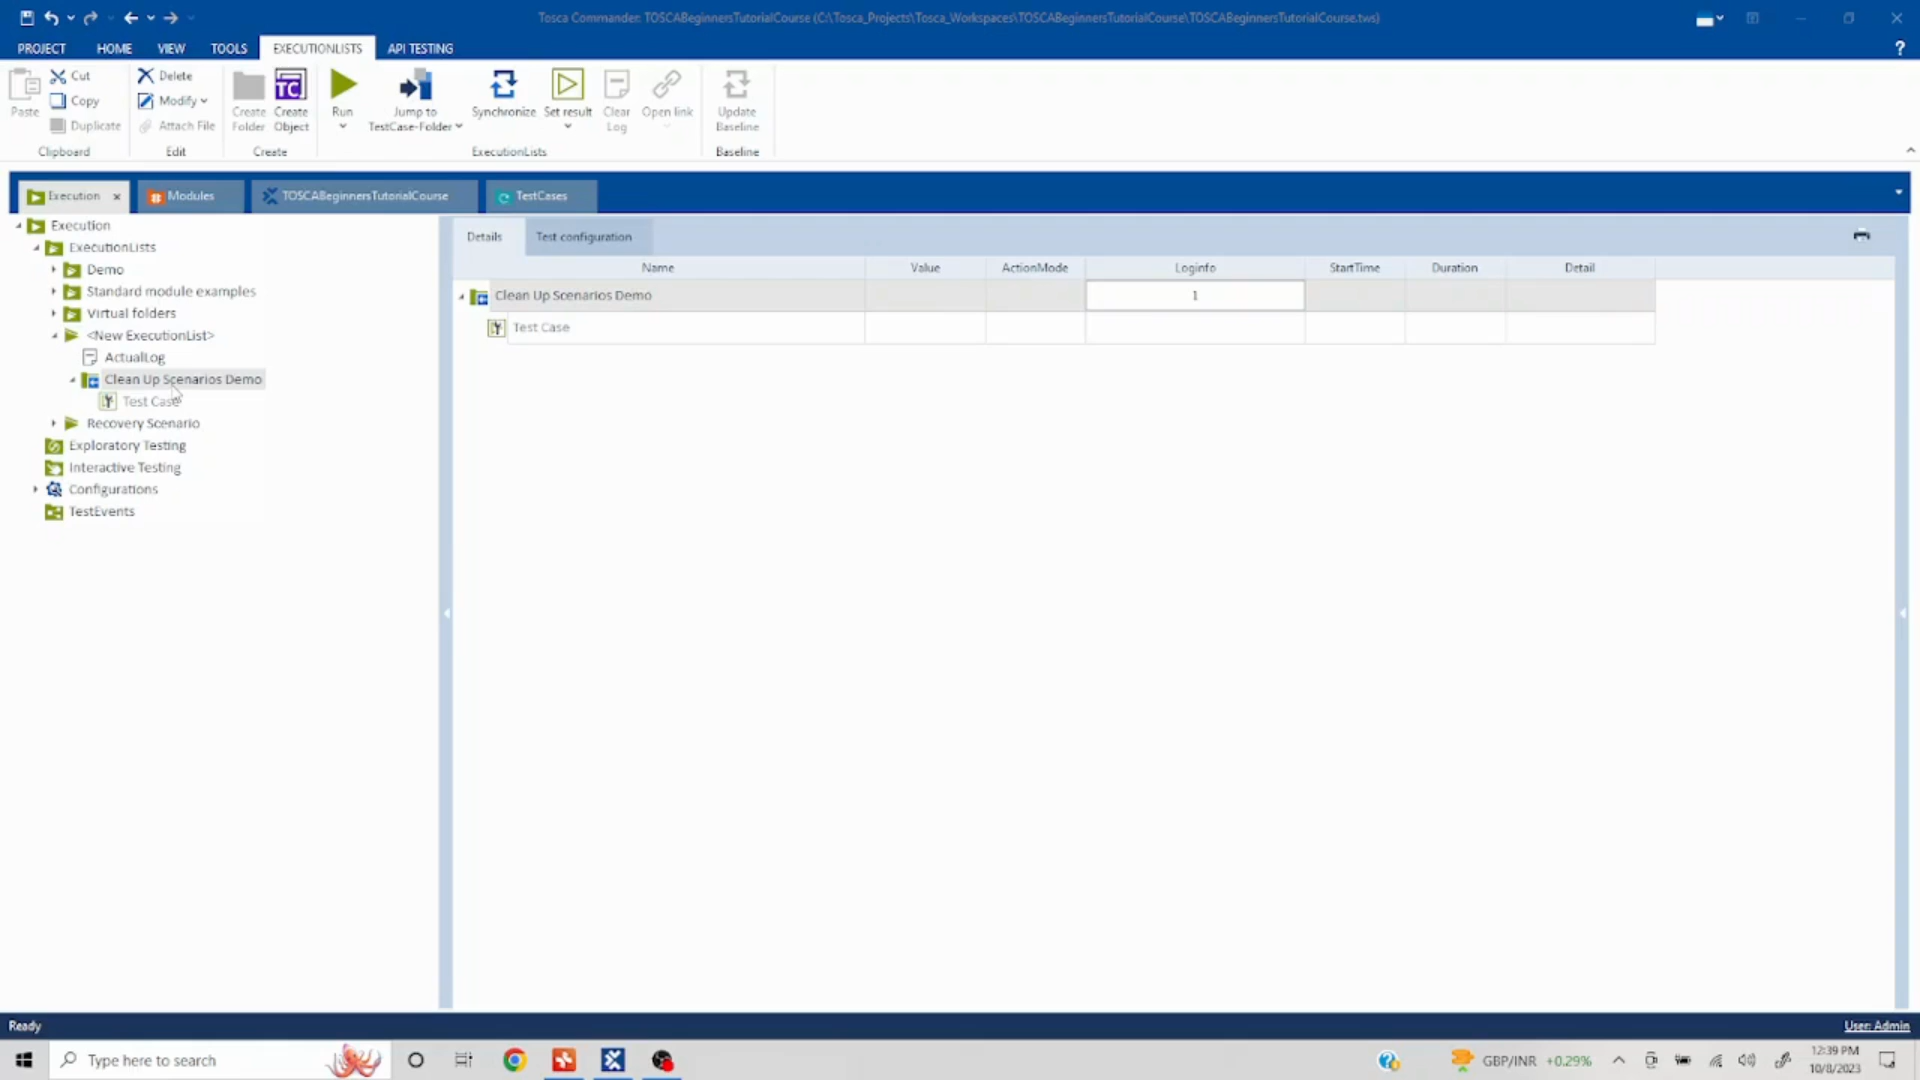 Tosca Commander: TOSCABeginnersTutorialCourse (C:\Tosca_Projects\Tosca_Workspaces\TOSCABeginnersTutorialCourse\TOSCABeginnersTutorialCourse.tws)
PROJECT HOME VIEW TOOLS EXECUTIONLISTS API TESTING ?
Paste Cut Copy Duplicate
Clipboard
Delete Modify Attach File
Edit
Create Folder TC Create Object
Create
Run Jump to TestCase-Folder Synchronize Set result Clear Log Open link
ExecutionLists
Update Baseline
Baseline
Execution x Modules TOSCABeginnersTutorialCourse TestCases
Execution
ExecutionLists
Demo
Standard module examples
Virtual folders
<New ExecutionList>
ActualLog
Clean Up Scenarios Demo
Test Case
Recovery Scenario
Exploratory Testing
Interactive Testing
Configurations
TestEvents
Details Test configuration
Name Value ActionMode Loginfo StartTime Duration Detail
Clean Up Scenarios Demo 1
Test Case
Ready User: Admin
Type here to search
GBP/INR +0.29%
12:39 PM
10/8/2023